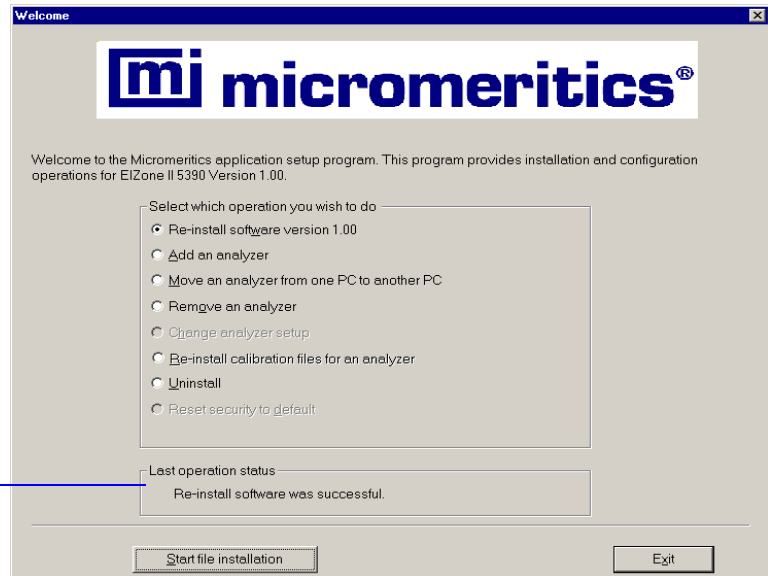 Welcome
mi micromeritics®
Welcome to the Micromeritics application setup program. This program provides installation and configuration
operations for ElZone II 5390 Version 1.00.
Select which operation you wish to do
Re-install software version 1.00
Add an analyzer
Move an analyzer from one PC to another PC
Remove an analyzer
Change analyzer setup
Re-install calibration files for an analyzer
Uninstall
Reset security to default
Last operation status
Re-install software was successful.
Start file installation
Exit